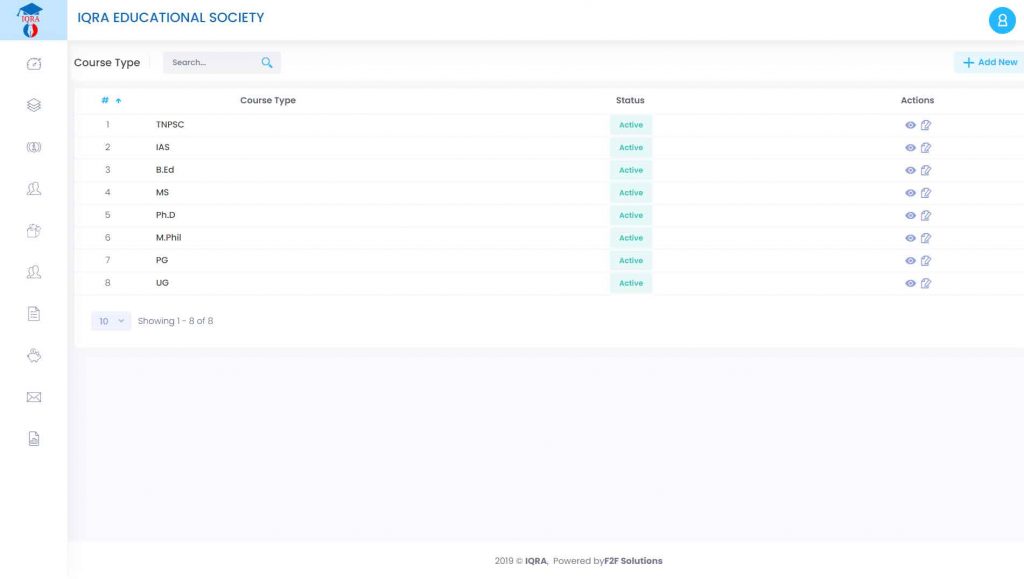 IQRA
IQRA EDUCATIONAL SOCIETY
Course Type Search... Add New
# Course Type Status Actions
1 TNPSC Active
2 IAS Active
3 B.Ed Active
4 MS Active
5 Ph.D Active
6 M.Phil Active
7 PG Active
8 UG Active
10 Showing 1 - 8 of 8
2019 © IQRA, Powered byF2F Solutions